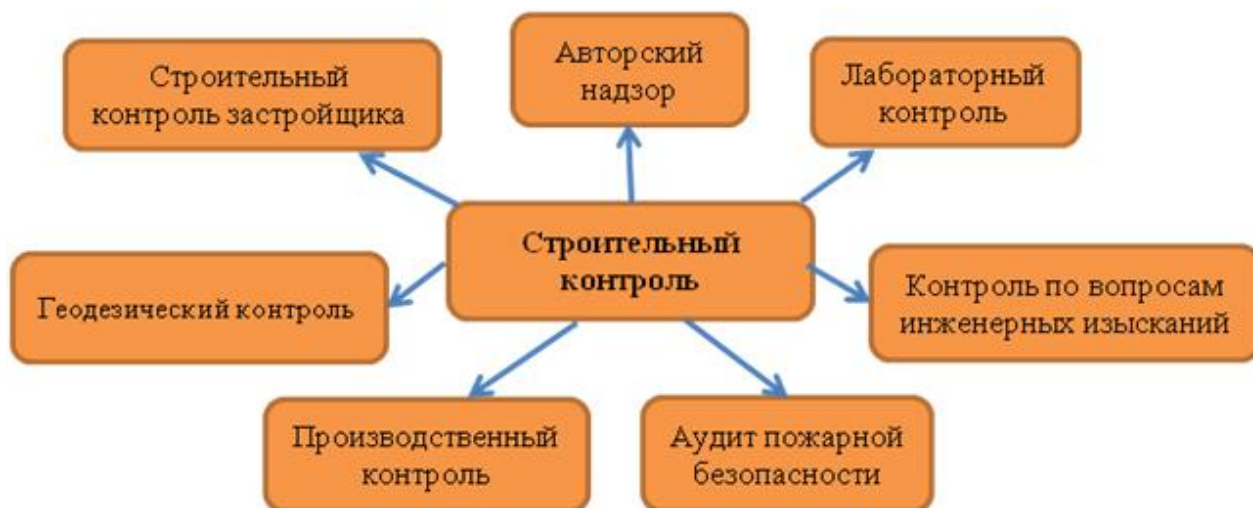 Строительный
контроль застройщика
Авторский
надзор
Лабораторный
контроль
Строительный
контроль
Геодезический контроль
Контроль по вопросам
инженерных изысканий
Производственный
контроль
Аудит пожарной
безопасности